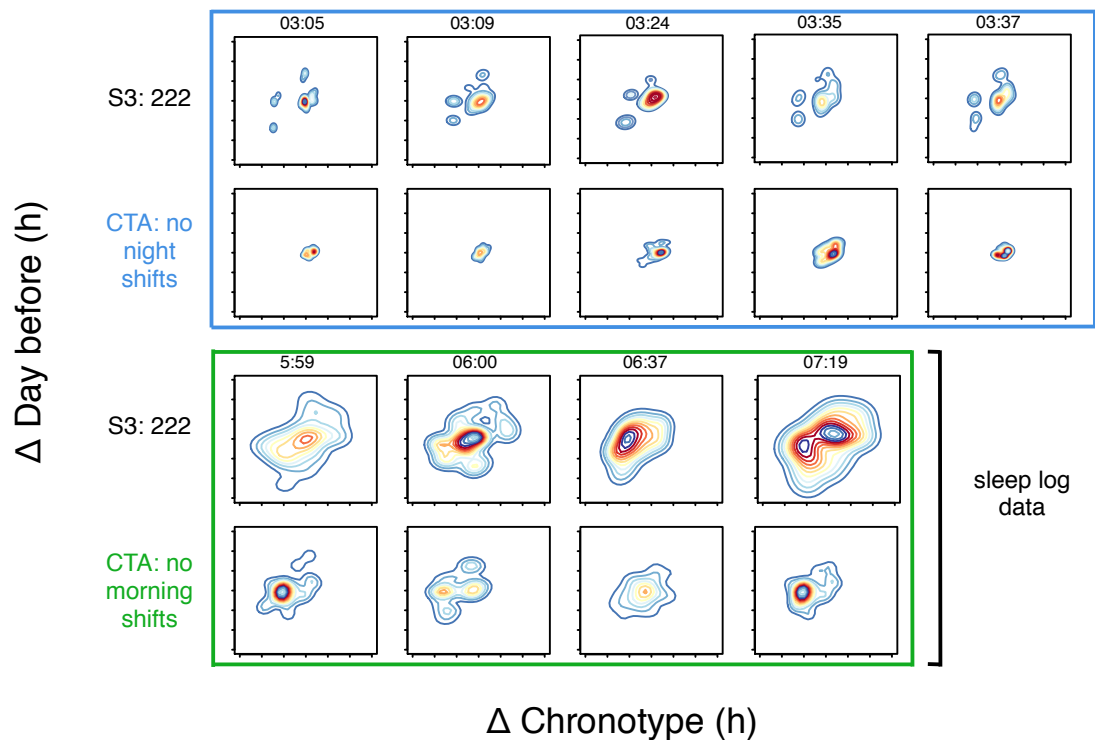 03:05 03:09 03:24 03:35 03:37
S3: 222
CTA: no
night
shifts
5:59 06:00 06:37 07:19
S3: 222
CTA: no
morning
shifts
sleep log
data
Δ Day before (h)
Δ Chronotype (h)